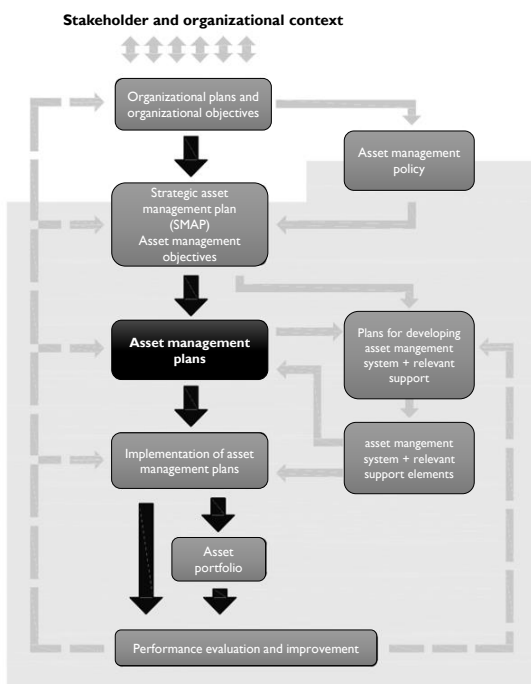 Stakeholder and organizational context
Organizational plans and
organizational objectives
Asset management
policy
Strategic asset
management plan
(SMAP)
Asset management
objectives
Asset management
plans
Plans for developing
asset mangement
system + relevant
support
Implementation of asset
management plans
asset mangement
system + relevant
support elements
Asset
portfolio
Performance evaluation and improvement